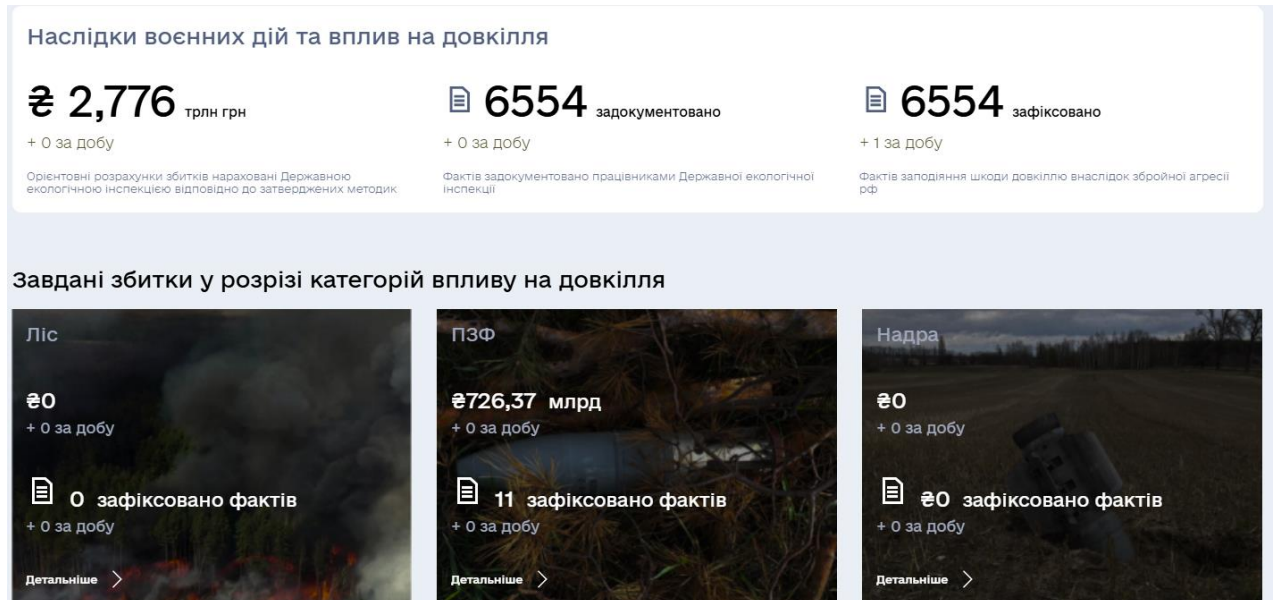 Наслідки воєнних дій та вплив на довкілля
₴ 2,776 трлн грн
+ 0 за добу
Орієнтовні розрахунки збитків нараховані Державною
екологічною інспекцією відповідно до затверджених методик
6554 задокументовано
+ 0 за добу
Фактів задокументовано працівниками Державної екологічної
інспекції
6554 зафіксовано
+ 1 за добу
Фактів заподіяння шкоди довкіллю внаслідок збройної агресії
рф
Завдані збитки у розрізі категорій впливу на довкілля
Ліс
₴0
+ 0 за добу
0 зафіксовано фактів
+ 0 за добу
Детальніше
ПЗФ
₴726,37 млрд
+ 0 за добу
11 зафіксовано фактів
+ 0 за добу
Детальніше
Надра
₴0
+ 0 за добу
₴0 зафіксовано фактів
+ 0 за добу
Детальніше